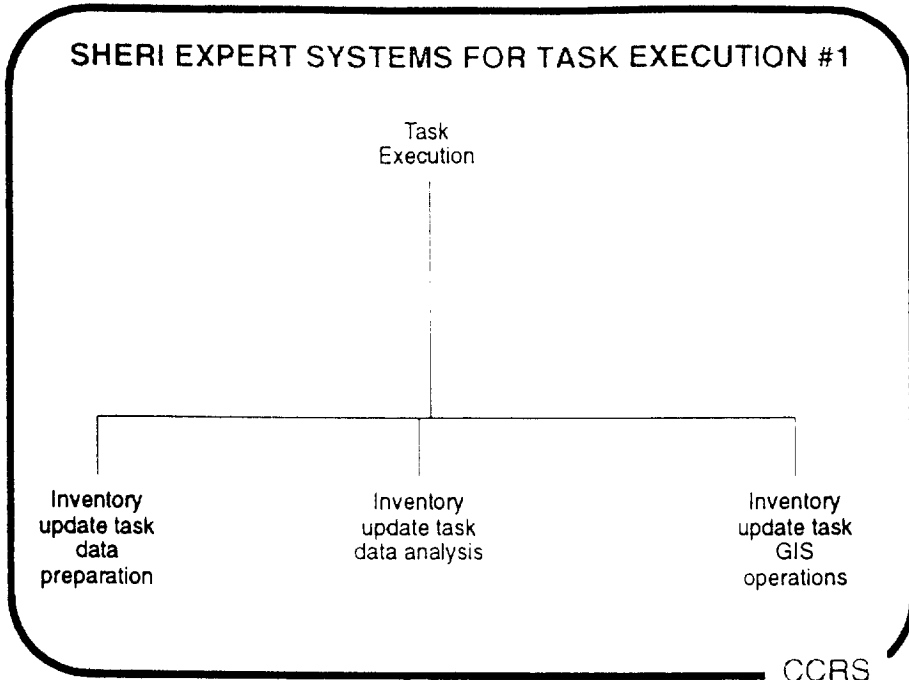 SHERI EXPERT SYSTEMS FOR TASK EXECUTION #1
Task
Execution
Inventory
update task
data
preparation
Inventory
update task
data analysis
Inventory
update task
GIS
operations
CCRS